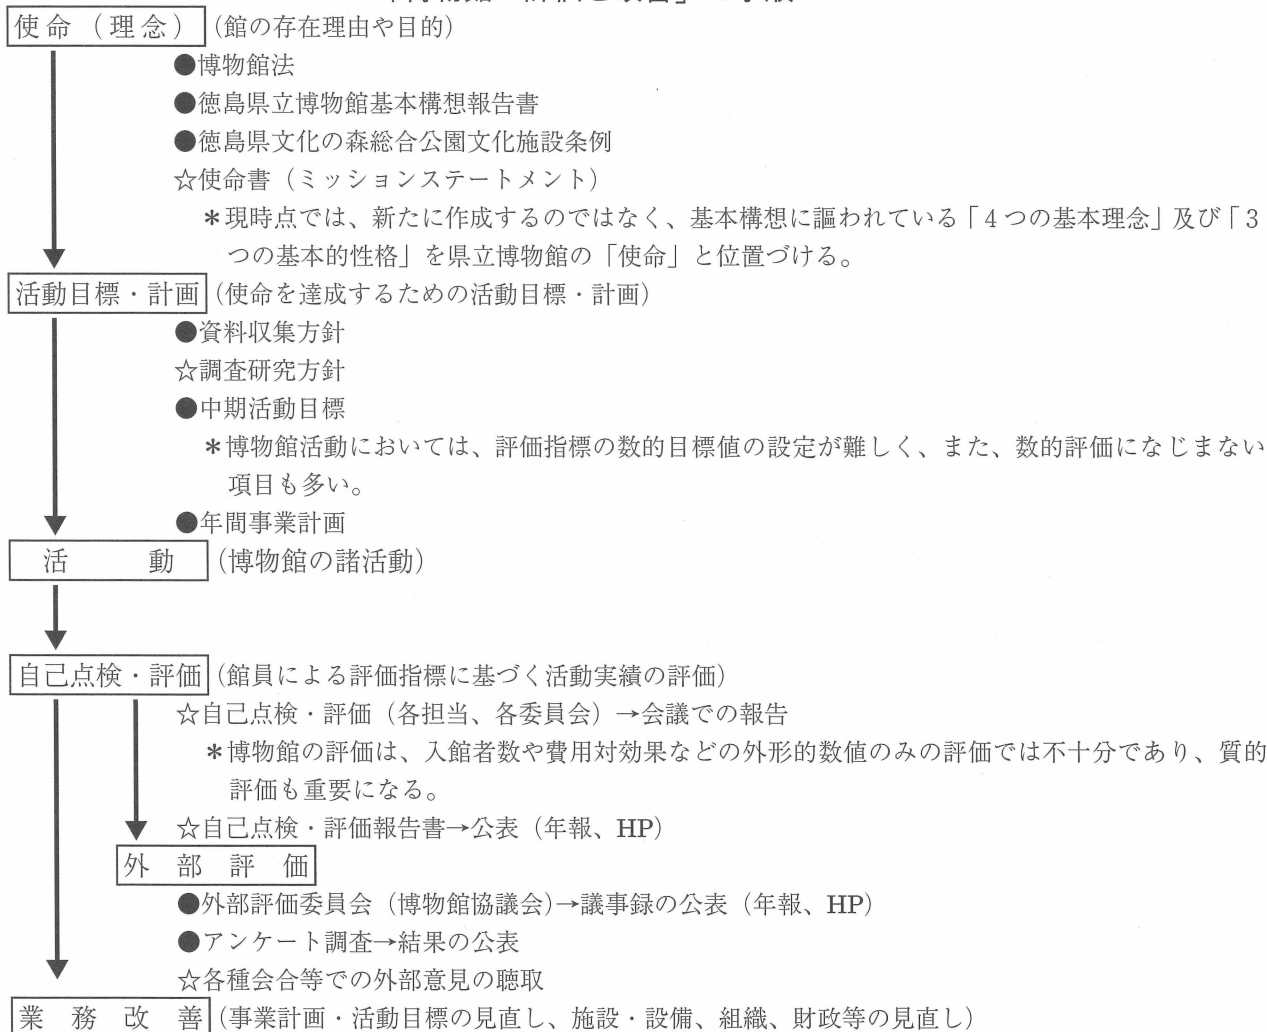 使命（理念）（館の存在理由や目的）
●博物館法
●徳島県立博物館基本構想報告書
●徳島県文化の森総合公園文化施設条例
☆使命書（ミッションステートメント）
＊現時点では、新たに作成するのではなく、基本構想に謳われている「４つの基本理念」及び「３
つの基本的性格」を県立博物館の「使命」と位置づける。
活動目標・計画（使命を達成するための活動目標・計画）
●資料収集方針
☆調査研究方針
●中期活動目標
＊博物館活動においては、評価指標の数的目標値の設定が難しく、また、数的評価になじまない
項目も多い。
●年間事業計画
活　動（博物館の諸活動）
自己点検・評価（館員による評価指標に基づく活動実績の評価）
☆自己点検・評価（各担当、各委員会）→会議での報告
＊博物館の評価は、入館者数や費用対効果などの外形的数値のみの評価では不十分であり、質的
評価も重要になる。
☆自己点検・評価報告書→公表（年報、HP）
外部評価
●外部評価委員会（博物館協議会）→議事録の公表（年報、HP）
●アンケート調査→結果の公表
☆各種会合等での外部意見の聴取
業務改善（事業計画・活動目標の見直し、施設・設備、組織、財政等の見直し）